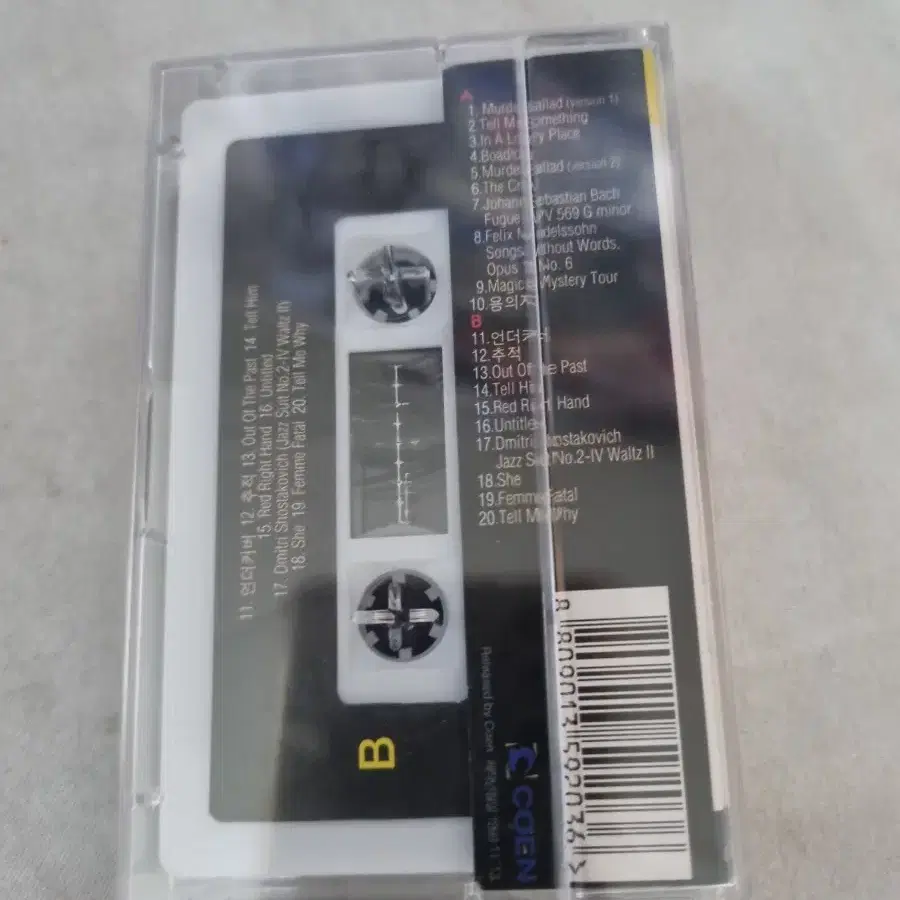 A
1. Murder Ballad (version 1)
2. Tell Me Something
3. In A Lonely Place
4.
5. Murder Ballad (version 2)
6. The
7. Johann Sebastian Bach
Fugue BWV 569 G minor
8. Felix Mendelssohn
Songs Without Words,
Opus No. 6
9. Magical Mystery Tour
10. 용의자
B
11. 언더커버
12. 추적
13. Out Of The Past
14. Tell Him
15. Red Right Hand
16. Untitled
17. Dmitri Shostakovich
Jazz Suit No.2-IV Waltz II
18. She
19. Femme Fatal
20. Tell Me Why
11. 언더커버 12. 추적 13. Out Of The Past 14. Tell Him
15. Red Right Hand 16. Untitled
17. Dmitri Shostakovich (Jazz Suit No.2-IV Waltz II)
18. She 19. Femme Fatal 20. Tell Me Why
B
Released by Coen
COEN
8 809013 592036